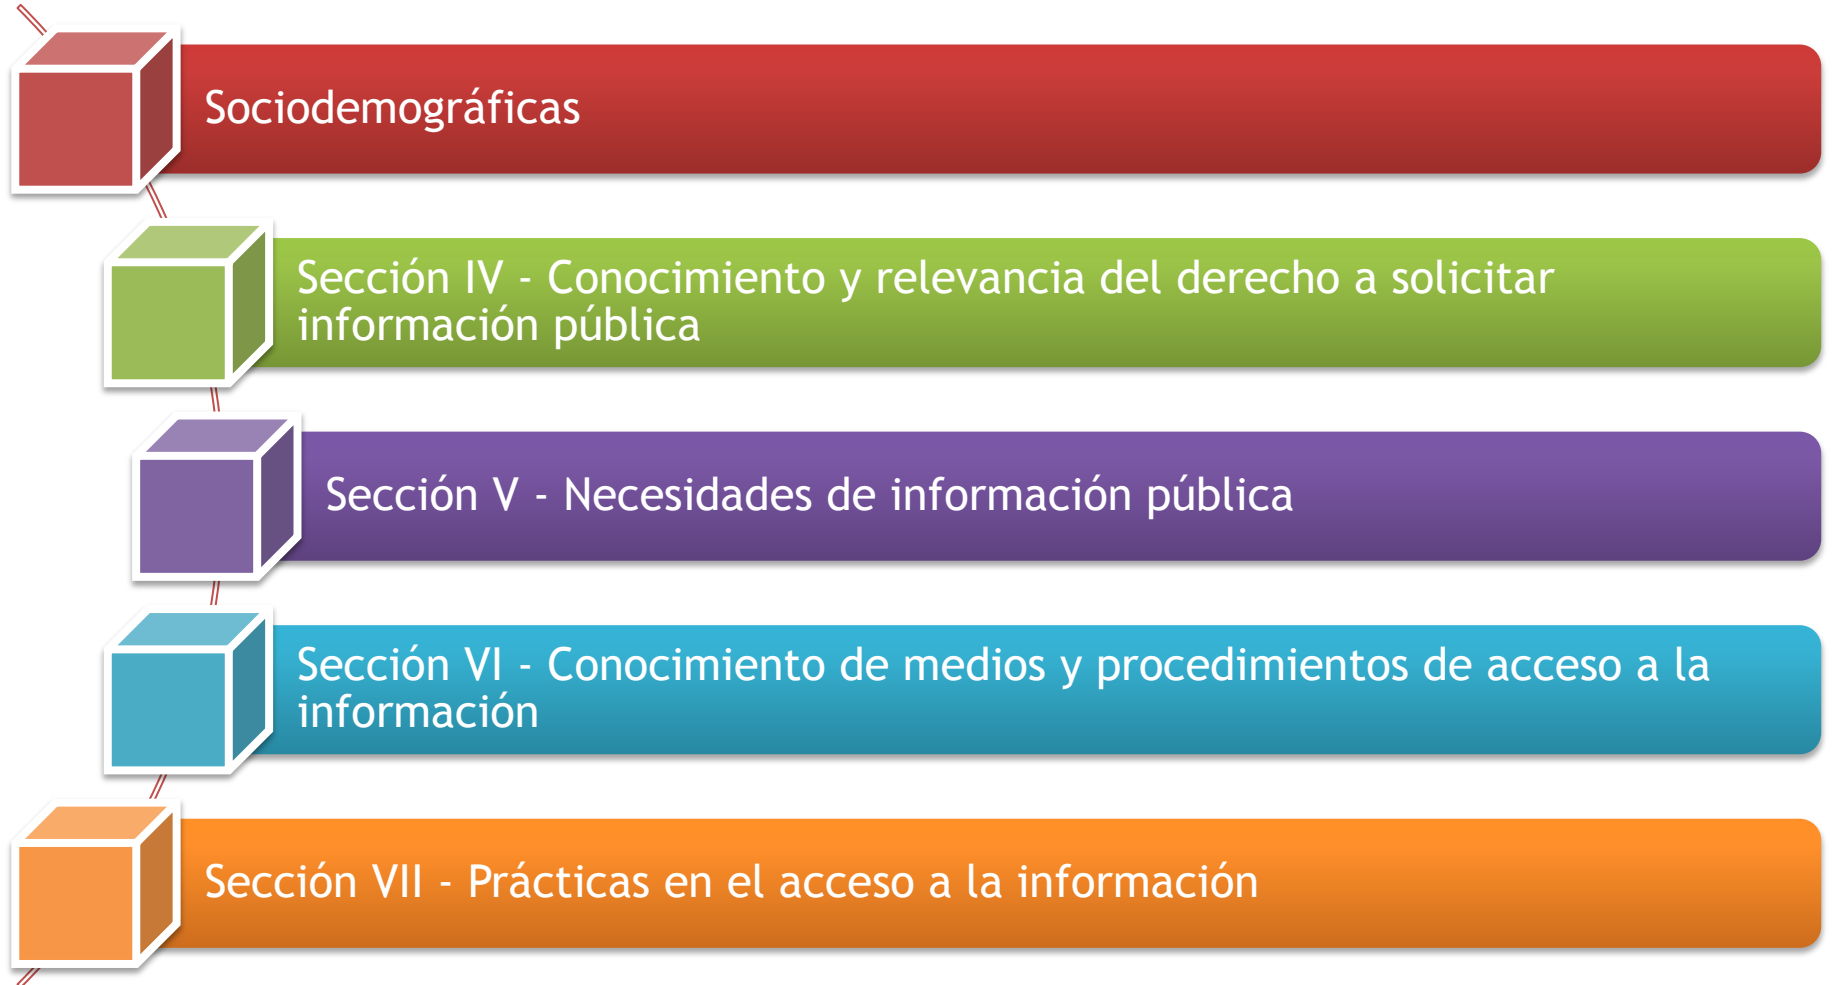 Sociodemográficas
Sección IV - Conocimiento y relevancia del derecho a solicitar
información pública
Sección V - Necesidades de información pública
Sección VI - Conocimiento de medios y procedimientos de acceso a la
información
Sección VII - Prácticas en el acceso a la información